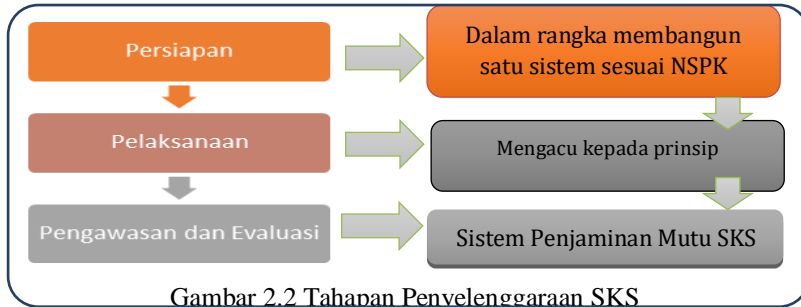 Persiapan
Dalam rangka membangun
satu sistem sesuai NSPK
Pelaksanaan
Mengacu kepada prinsip
Pengawasan dan Evaluasi
Sistem Penjaminan Mutu SKS
Gambar 2.2 Tahapan Penyelenggaraan SKS